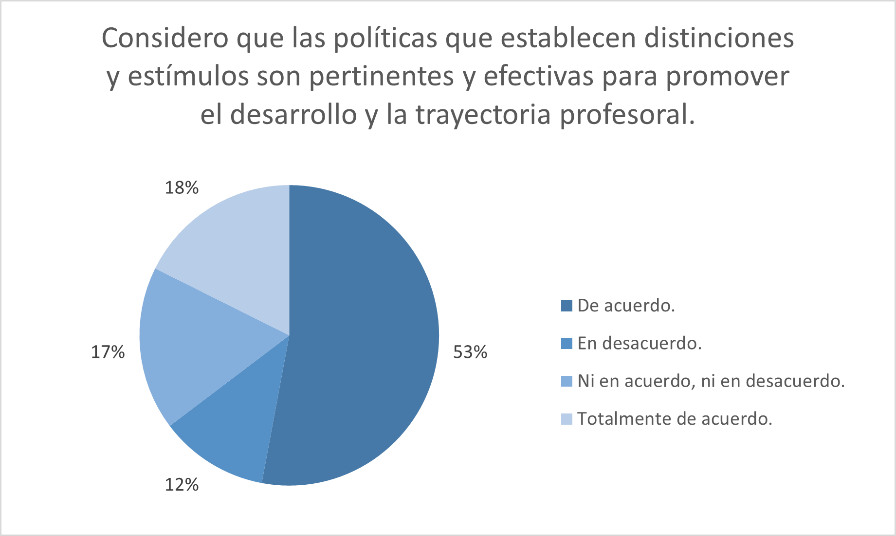 Considero que las políticas que establecen distinciones
y estímulos son pertinentes y efectivas para promover
el desarrollo y la trayectoria profesoral.
18%
17%
53%
12%
De acuerdo.
En desacuerdo.
Ni en acuerdo, ni en desacuerdo.
Totalmente de acuerdo.